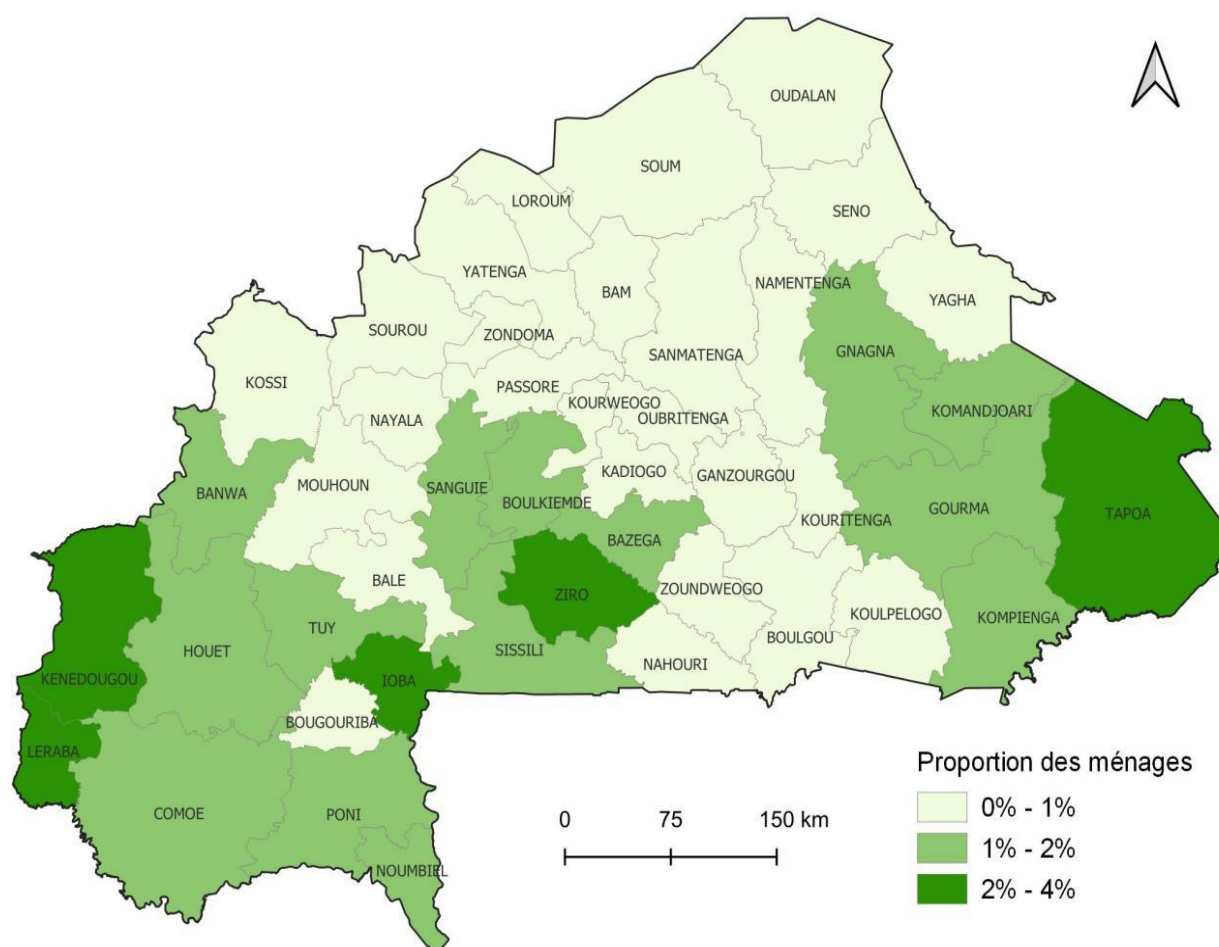 OUDALAN
SOUM
LOROUM
SENO
YATENGA
BAM
NAMENTENGA
YAGHA
SOUROU
ZONDOMA
SANMATENGA
GNAGNA
KOSSI
PASSORE
KOURWEOGO
KOMANDJOARI
NAYALA
OUBRITENGA
BANWA
MOUHOUN
SANGUIE
KADIOGO
GANZOURGOU
BOULKIEMDE
KOURITENGA
GOURMA
TAPOA
BAZEGA
BALE
ZIRO
ZOUNDWEOGO
KOULPELOGO
KOMPIENGA
TUY
HOUET
SISSILI
BOULGOU
NAHOURI
KENEDOUGOU
IOBA
BOUGOURIBA
LERABA
COMOE
PONI
NOUMBIEL
0 75 150 km
Proportion des ménages
0% - 1%
1% - 2%
2% - 4%